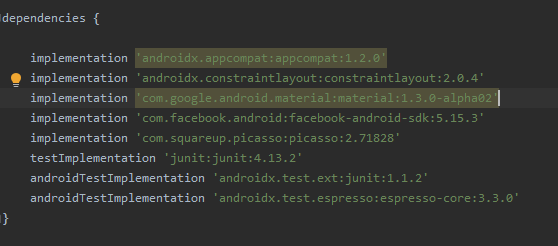 dependencies {
implementation 'androidx.appcompat:appcompat:1.2.0'
implementation 'androidx.constraintlayout:constraintlayout:2.0.4'
implementation 'com.google.android.material:material:1.3.0-alpha02'
implementation 'com.facebook.android:facebook-android-sdk:5.15.3'
implementation 'com.squareup.picasso:picasso:2.71828'
testImplementation 'junit:junit:4.13.2'
androidTestImplementation 'androidx.test.ext:junit:1.1.2'
androidTestImplementation 'androidx.test.espresso:espresso-core:3.3.0'
}